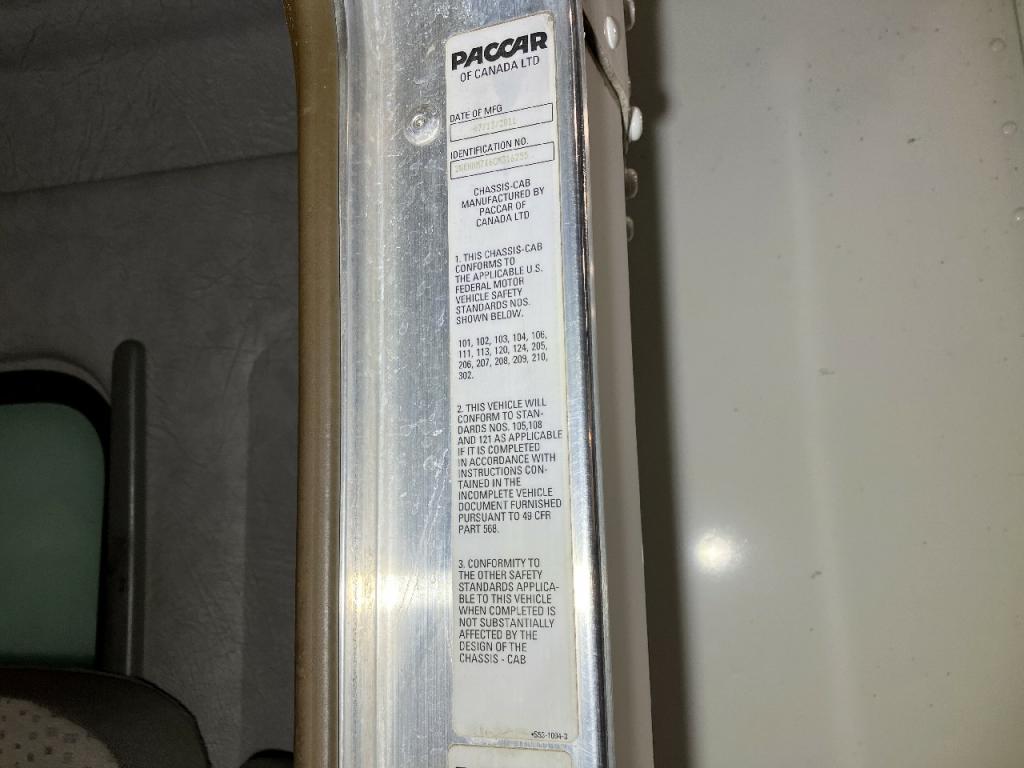 PACCAR
OF CANADA LTD
DATE OF MFG
IDENTIFICATION NO.
CHASSIS-CAB
MANUFACTURED BY
PACCAR OF
CANADA LTD
1. THIS CHASSIS-CAB
CONFORMS TO
THE APPLICABLE U.S.
FEDERAL MOTOR
VEHICLE SAFETY
STANDARDS NOS.
SHOWN BELOW.
101, 102, 103, 104, 106,
111, 113, 120, 124, 205,
206, 207, 208, 209, 210,
302.
2. THIS VEHICLE WILL
CONFORM TO STAN-
DARDS NOS. 105,108
AND 121 AS APPLICABLE
IF IT IS COMPLETED
IN ACCORDANCE WITH
INSTRUCTIONS CON-
TAINED IN THE
INCOMPLETE VEHICLE
DOCUMENT FURNISHED
PURSUANT TO 49 CFR
PART 568.
3. CONFORMITY TO
THE OTHER SAFETY
STANDARDS APPLICA-
BLE TO THIS VEHICLE
WHEN COMPLETED IS
NOT SUBSTANTIALLY
AFFECTED BY THE
DESIGN OF THE
CHASSIS - CAB